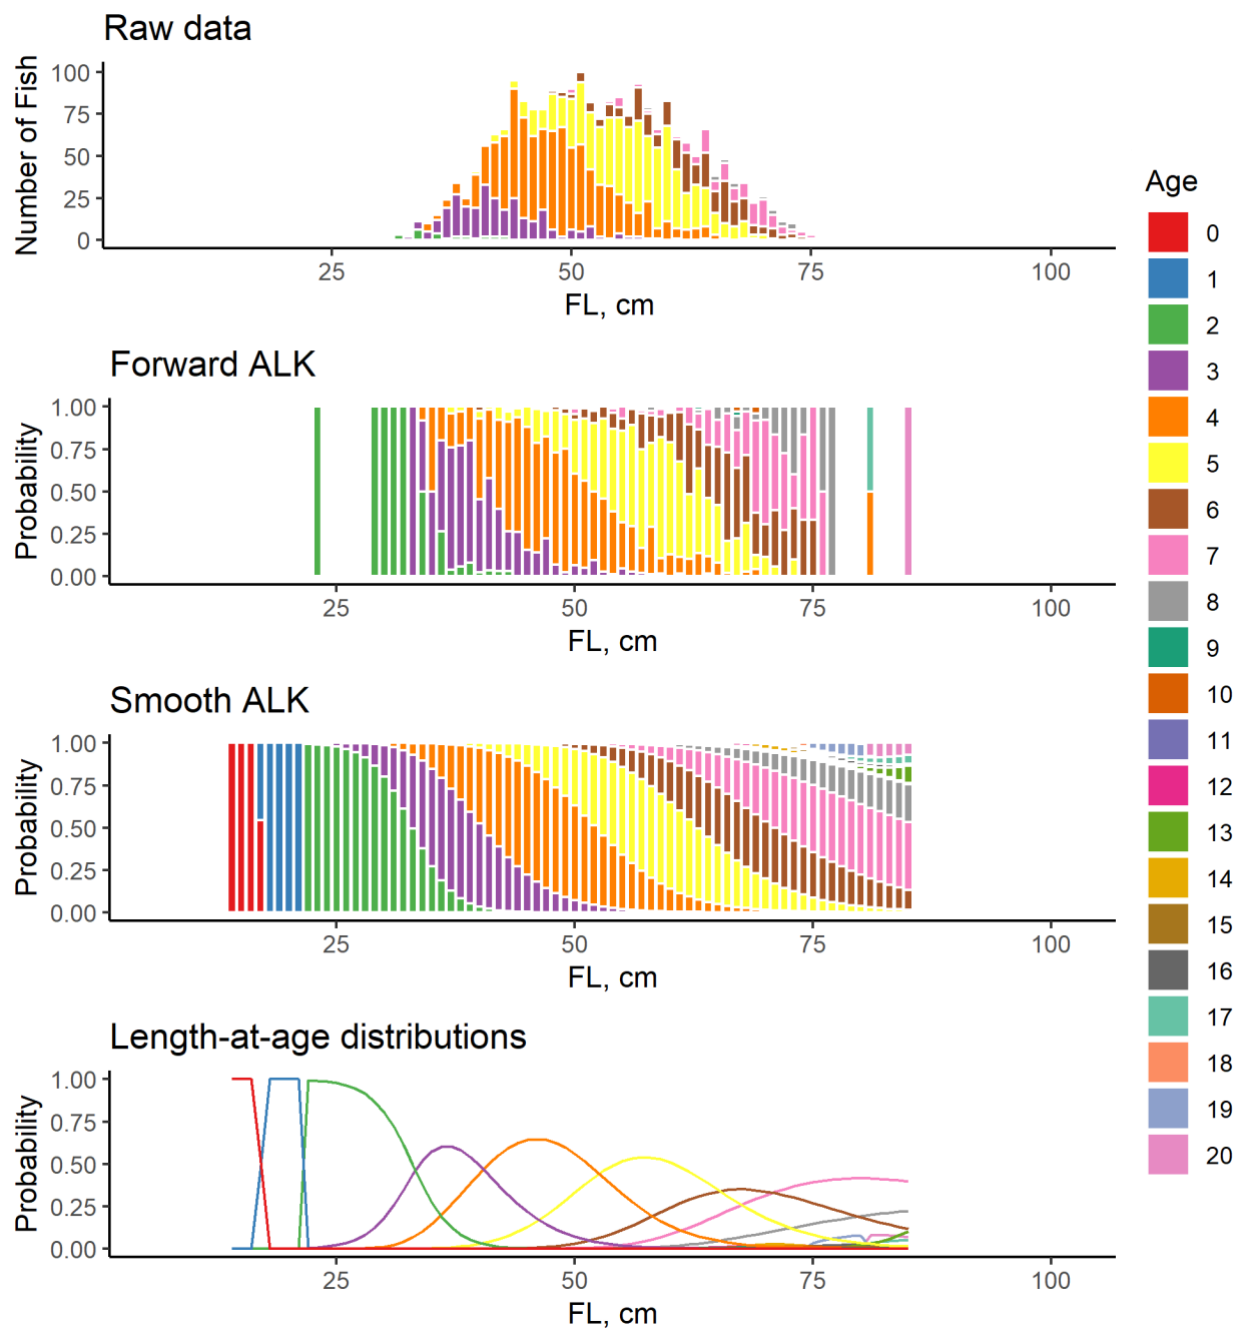 Raw data
Number of Fish
100
75
50
25
0
25 50 75 100
FL, cm
Forward ALK
Probability
1.00
0.75
0.50
0.25
0.00
25 50 75 100
FL, cm
Smooth ALK
Probability
1.00
0.75
0.50
0.25
0.00
25 50 75 100
FL, cm
Length-at-age distributions
Probability
1.00
0.75
0.50
0.25
0.00
25 50 75 100
FL, cm
Age
0
1
2
3
4
5
6
7
8
9
10
11
12
13
14
15
16
17
18
19
20